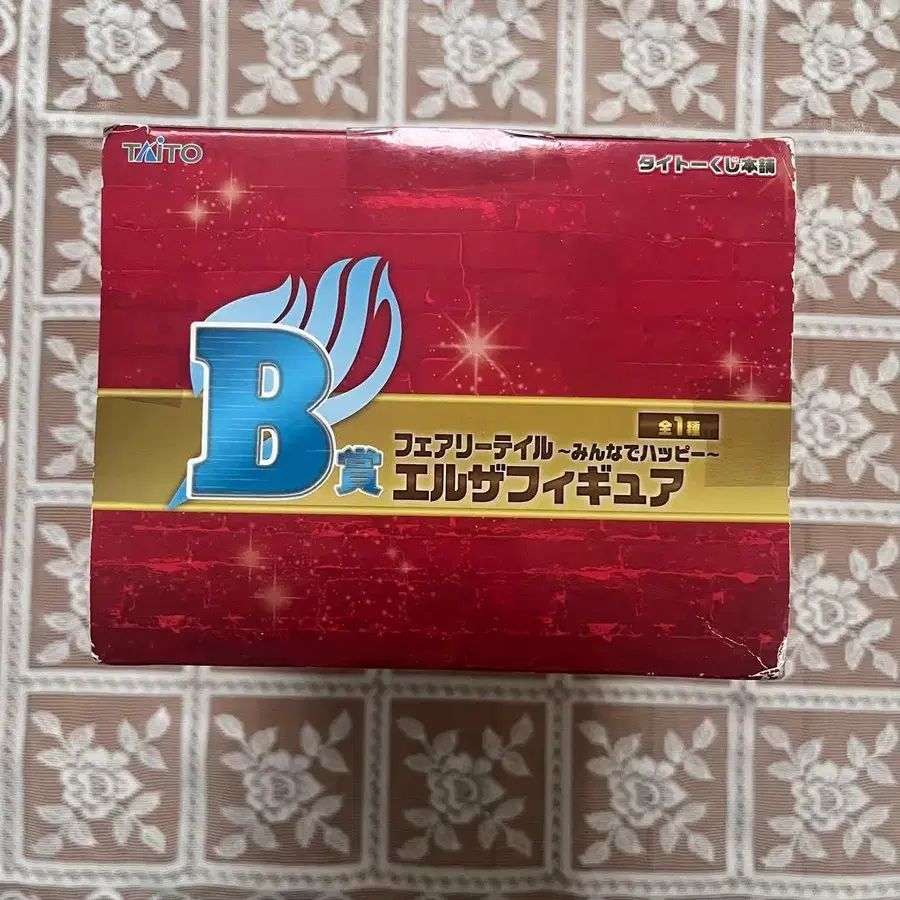 TAITO
タイトーくじ本舗
B賞
全1種
フェアリーテイル ~みんなでハッピー~
エルザフィギュア